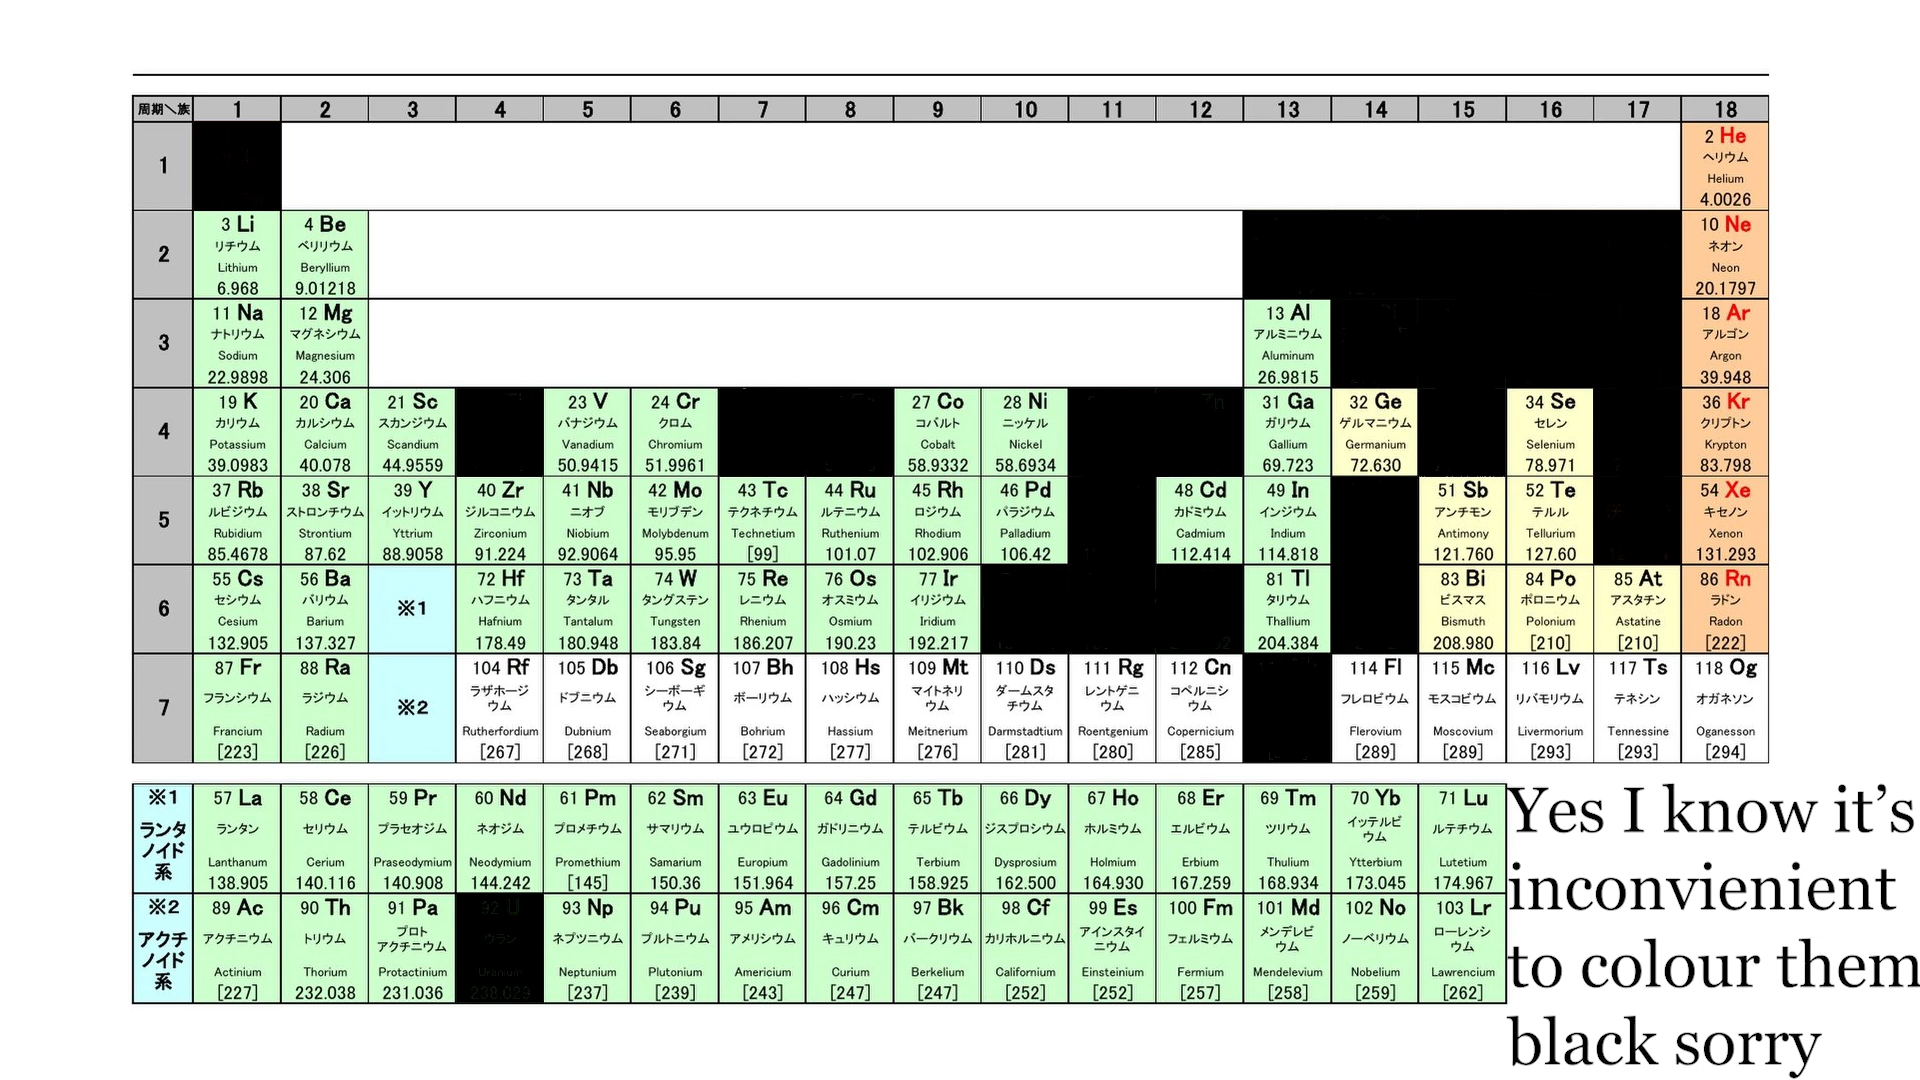 周期＼族 1 2 3 4 5 6 7 8 9 10 11 12 13 14 15 16 17 18
1
2 He
ヘリウム
Helium
4.0026
2
3 Li 4 Be 10 Ne
リチウム ベリリウム ネオン
Lithium Beryllium Neon
6.968 9.01218 20.1797
3
11 Na 12 Mg 13 Al 18 Ar
ナトリウム マグネシウム アルミニウム アルゴン
Sodium Magnesium Aluminum Argon
22.9898 24.306 26.9815 39.948
4
19 K 20 Ca 21 Sc 23 V 24 Cr 27 Co 28 Ni 31 Ga 32 Ge 34 Se 36 Kr
カリウム カルシウム スカンジウム バナジウム クロム コバルト ニッケル ガリウム ゲルマニウム セレン クリプトン
Potassium Calcium Scandium Vanadium Chromium Cobalt Nickel Gallium Germanium Selenium Krypton
39.0983 40.078 44.9559 50.9415 51.9961 58.9332 58.6934 69.723 72.630 78.971 83.798
5
37 Rb 38 Sr 39 Y 40 Zr 41 Nb 42 Mo 43 Tc 44 Ru 45 Rh 46 Pd 48 Cd 49 In 51 Sb 52 Te 54 Xe
ルビジウム ストロンチウム イットリウム ジルコニウム ニオブ モリブデン テクネチウム ルテニウム ロジウム パラジウム カドミウム インジウム アンチモン テルル キセノン
Rubidium Strontium Yttrium Zirconium Niobium Molybdenum Technetium Ruthenium Rhodium Palladium Cadmium Indium Antimony Tellurium Xenon
85.4678 87.62 88.9058 91.224 92.9064 95.95 [99] 101.07 102.906 106.42 112.414 114.818 121.760 127.60 131.293
6
55 Cs 56 Ba ※1 72 Hf 73 Ta 74 W 75 Re 76 Os 77 Ir 81 Tl 83 Bi 84 Po 85 At 86 Rn
セシウム バリウム ハフニウム タンタル タングステン レニウム オスミウム イリジウム タリウム ビスマス ポロニウム アスタチン ラドン
Cesium Barium Hafnium Tantalum Tungsten Rhenium Osmium Iridium Thallium Bismuth Polonium Astatine Radon
132.905 137.327 178.49 180.948 183.84 186.207 190.23 192.217 204.384 208.980 [210] [210] [222]
7
87 Fr 88 Ra ※2 104 Rf 105 Db 106 Sg 107 Bh 108 Hs 109 Mt 110 Ds 111 Rg 112 Cn 114 Fl 115 Mc 116 Lv 117 Ts 118 Og
フランシウム ラジウム ラザホージウム ドブニウム シーボーギウム ボーリウム ハッシウム マイトネリウム ダームスタチウム レントゲニウム コペルニシウム フレロビウム モスコビウム リバモリウム テネシン オガネソン
Francium Radium Rutherfordium Dubnium Seaborgium Bohrium Hassium Meitnerium Darmstadtium Roentgenium Copernicium Flerovium Moscovium Livermorium Tennessine Oganesson
[223] [226] [267] [268] [271] [272] [277] [276] [281] [280] [285] [289] [289] [293] [293] [294]
※1 ランタノイド系
57 La 58 Ce 59 Pr 60 Nd 61 Pm 62 Sm 63 Eu 64 Gd 65 Tb 66 Dy 67 Ho 68 Er 69 Tm 70 Yb 71 Lu
ランタン セリウム プラセオジム ネオジム プロメチウム サマリウム ユウロピウム ガドリニウム テルビウム ジスプロシウム ホルミウム エルビウム ツリウム イッテルビウム ルテチウム
Lanthanum Cerium Praseodymium Neodymium Promethium Samarium Europium Gadolinium Terbium Dysprosium Holmium Erbium Thulium Ytterbium Lutetium
138.905 140.116 140.908 144.242 [145] 150.36 151.964 157.25 158.925 162.500 164.930 167.259 168.934 173.045 174.967
※2 アクチノイド系
89 Ac 90 Th 91 Pa 92 U 93 Np 94 Pu 95 Am 96 Cm 97 Bk 98 Cf 99 Es 100 Fm 101 Md 102 No 103 Lr
アクチニウム トリウム プロトアクチニウム ウラン ネプツニウム プルトニウム アメリシウム キュリウム バークリウム カリホルニウム アインスタイニウム フェルミウム メンデレビウム ノーベリウム ローレンシウム
Actinium Thorium Protactinium Uranium Neptunium Plutonium Americium Curium Berkelium Californium Einsteinium Fermium Mendelevium Nobelium Lawrencium
[227] 232.038 231.036 238.029 [237] [239] [243] [247] [247] [252] [252] [257] [258] [259] [262]
Yes I know it’s
inconvienient
to colour them
black sorry